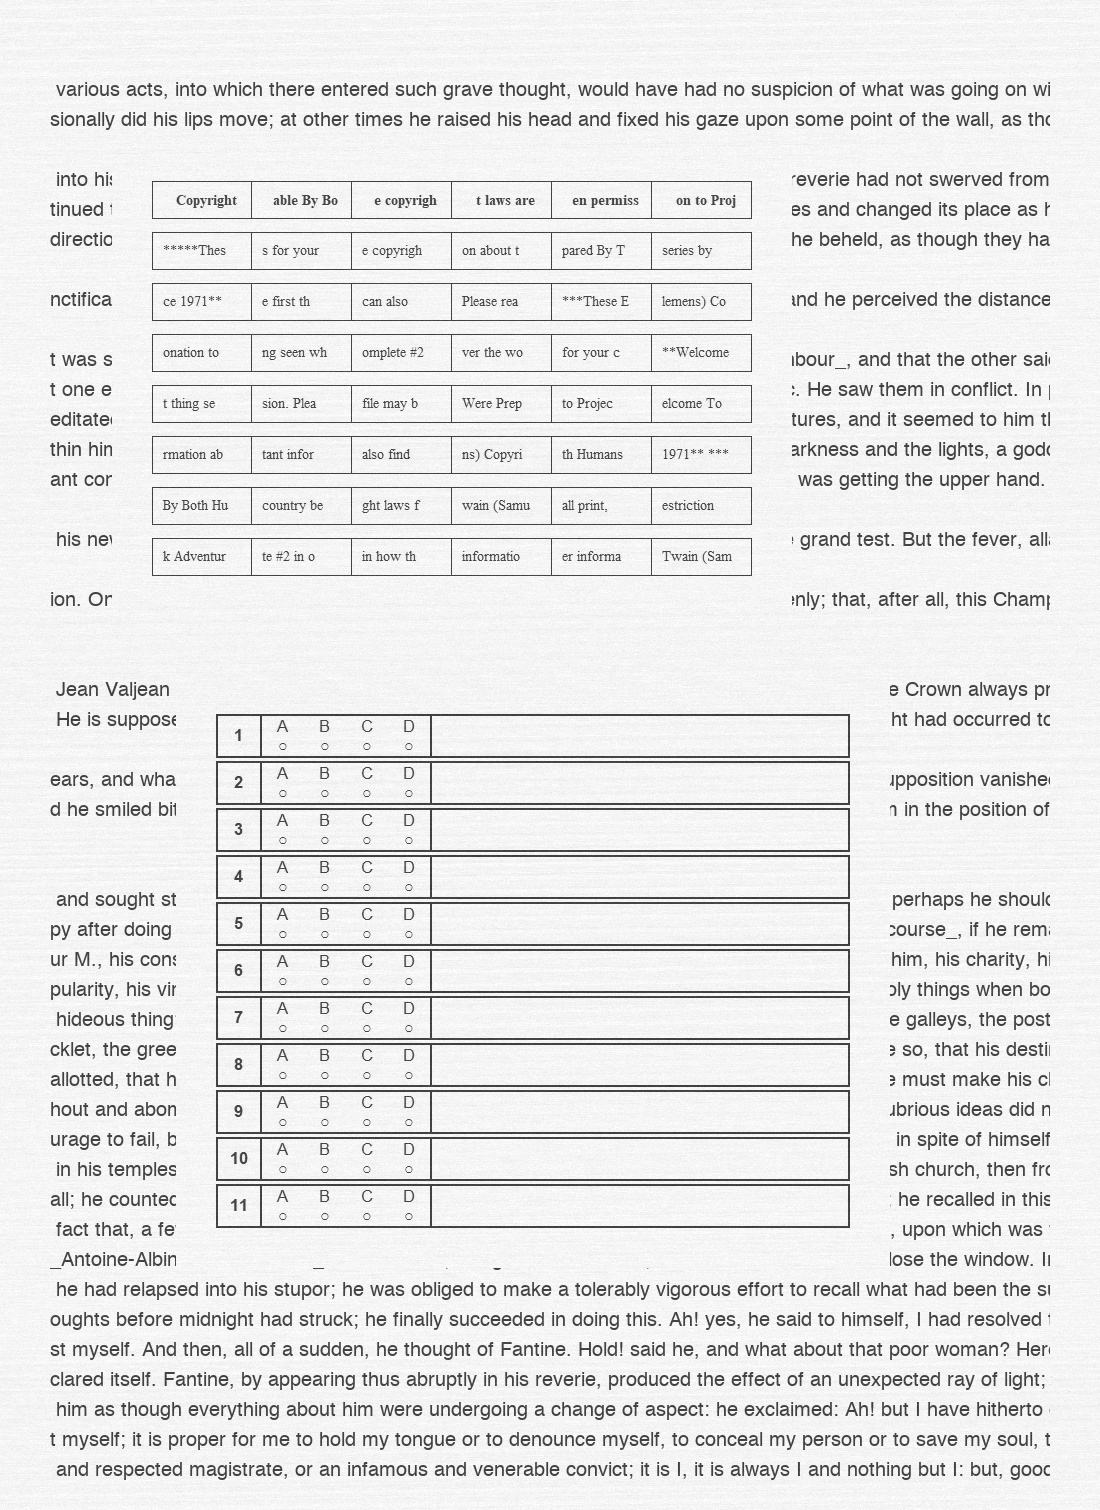 various acts, into which there entered such grave thought, would have had no suspicion of what was going on wi
sionally did his lips move; at other times he raised his head and fixed his gaze upon some point of the wall, as tho
into his reverie had not swerved from
Copyright able By Bo e copyrigh t laws are en permiss on to Proj
tinued es and changed its place as h
directio he beheld, as though they ha
*****Thes s for your e copyrigh on about t pared By T series by
nctifica and he perceived the distance
ce 1971** e first th can also Please rea ***These E lemens) Co
onation to ng seen wh omplete #2 ver the wo for your c **Welcome
t was s bour_, and that the other said
t one e . He saw them in conflict. In
t thing se sion. Plea file may b Were Prep to Projec elcome To
editated tures, and it seemed to him th
thin him arkness and the lights, a godd
rmation ab tant infor also find ns) Copyri th Humans 1971** ***
ant con was getting the upper hand.
By Both Hu country be ght laws f wain (Samu all print, estriction
his new grand test. But the fever, all
k Adventur te #2 in o in how th informatio er informa Twain (Sam
ion. On enly; that, after all, this Champ
Jean Valjean e Crown always pr
He is suppose ht had occurred to
1 A B C D
ears, and wha upposition vanished
2 A B C D
d he smiled bit in the position of
3 A B C D
4 A B C D
and sought st perhaps he should
5 A B C D
py after doing course_, if he rema
ur M., his cons him, his charity, hi
6 A B C D
pularity, his vir oly things when bo
7 A B C D
hideous thing e galleys, the post
cklet, the gree e so, that his destin
8 A B C D
allotted, that h e must make his ch
9 A B C D
hout and abom ubrious ideas did n
urage to fail, b in spite of himself
10 A B C D
in his temples sh church, then fro
11 A B C D
all; he counted he recalled in this
fact that, a few , upon which was
_Antoine-Albin lose the window. In
he had relapsed into his stupor; he was obliged to make a tolerably vigorous effort to recall what had been the su
oughts before midnight had struck; he finally succeeded in doing this. Ah! yes, he said to himself, I had resolved
st myself. And then, all of a sudden, he thought of Fantine. Hold! said he, and what about that poor woman? Here
clared itself. Fantine, by appearing thus abruptly in his reverie, produced the effect of an unexpected ray of light;
him as though everything about him were undergoing a change of aspect: he exclaimed: Ah! but I have hitherto
t myself; it is proper for me to hold my tongue or to denounce myself, to conceal my person or to save my soul, t
and respected magistrate, or an infamous and venerable convict; it is I, it is always I and nothing but I: but, good